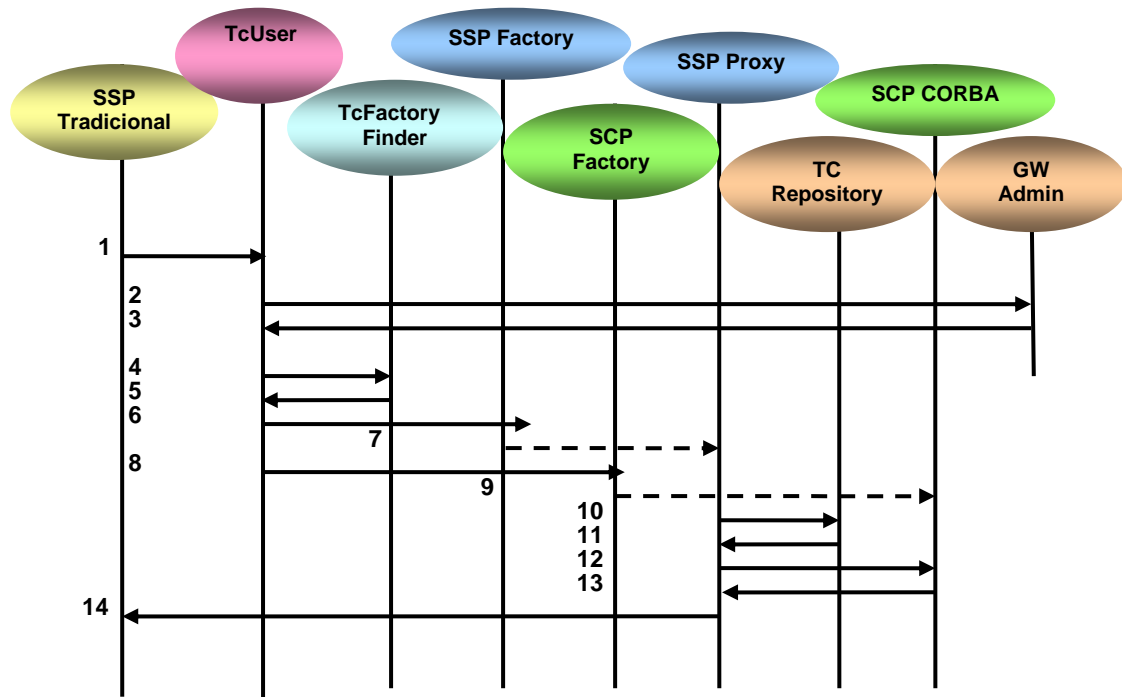 TcUser
SSP Factory
SSP Proxy
SSP
Tradicional
TcFactory
Finder
SCP CORBA
SCP
Factory
TC
Repository
GW
Admin
1
2
3
4
5
6
7
8
9
10
11
12
13
14